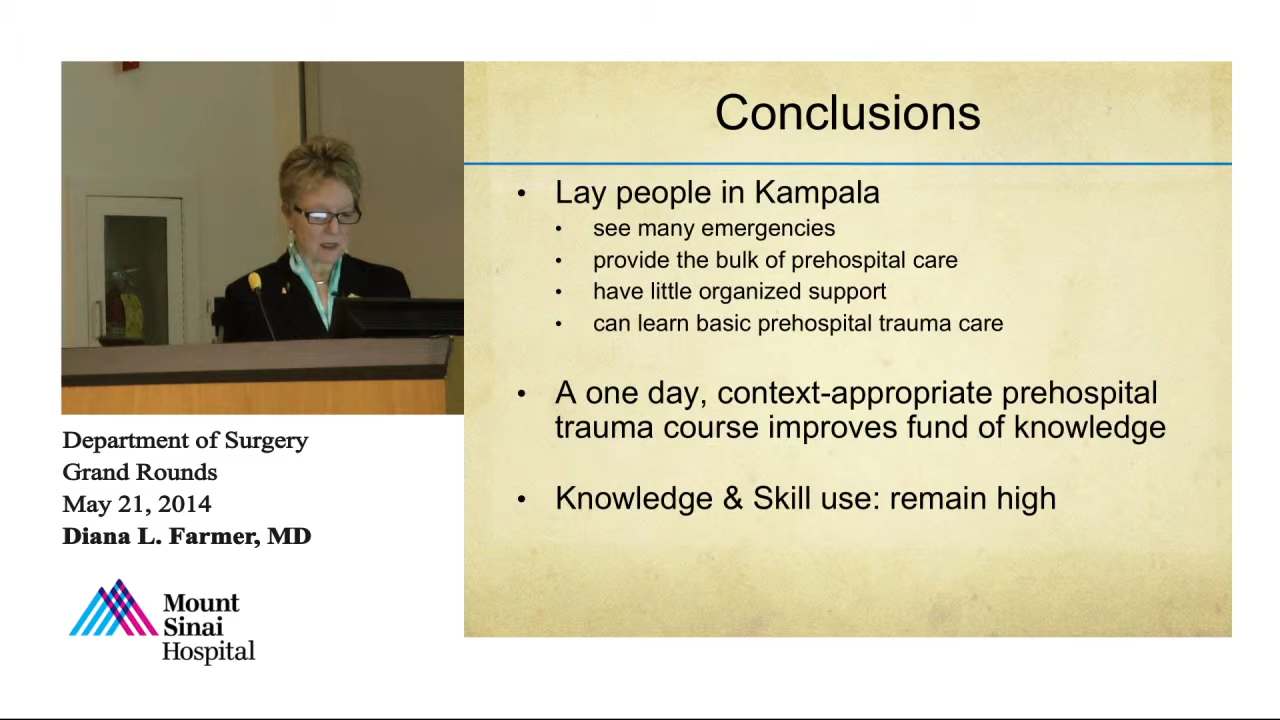 Conclusions
• Lay people in Kampala
• see many emergencies
• provide the bulk of prehospital care
• have little organized support
• can learn basic prehospital trauma care
• A one day, context-appropriate prehospital
trauma course improves fund of knowledge
• Knowledge & Skill use: remain high
Department of Surgery
Grand Rounds
May 21, 2014
Diana L. Farmer, MD
Mount
Sinai
Hospital